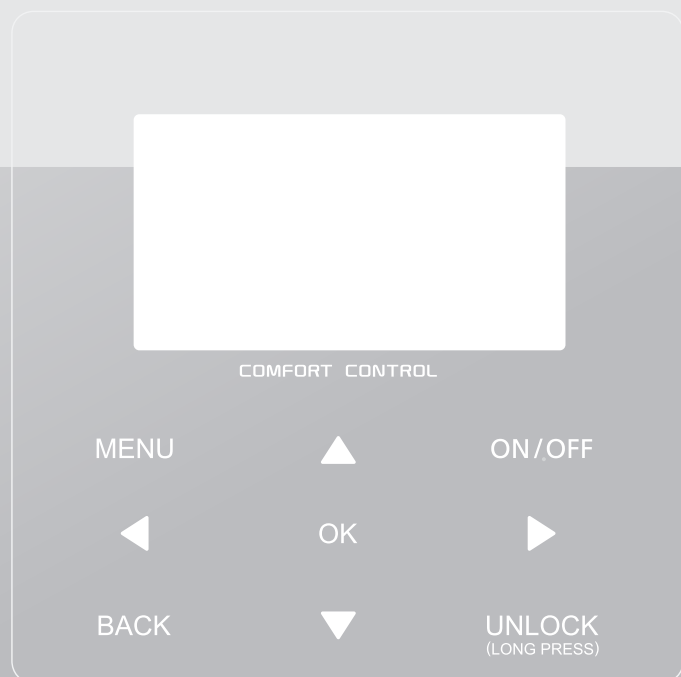 COMFORT CONTROL
MENU
ON/OFF
OK
BACK
UNLOCK
(LONG PRESS)